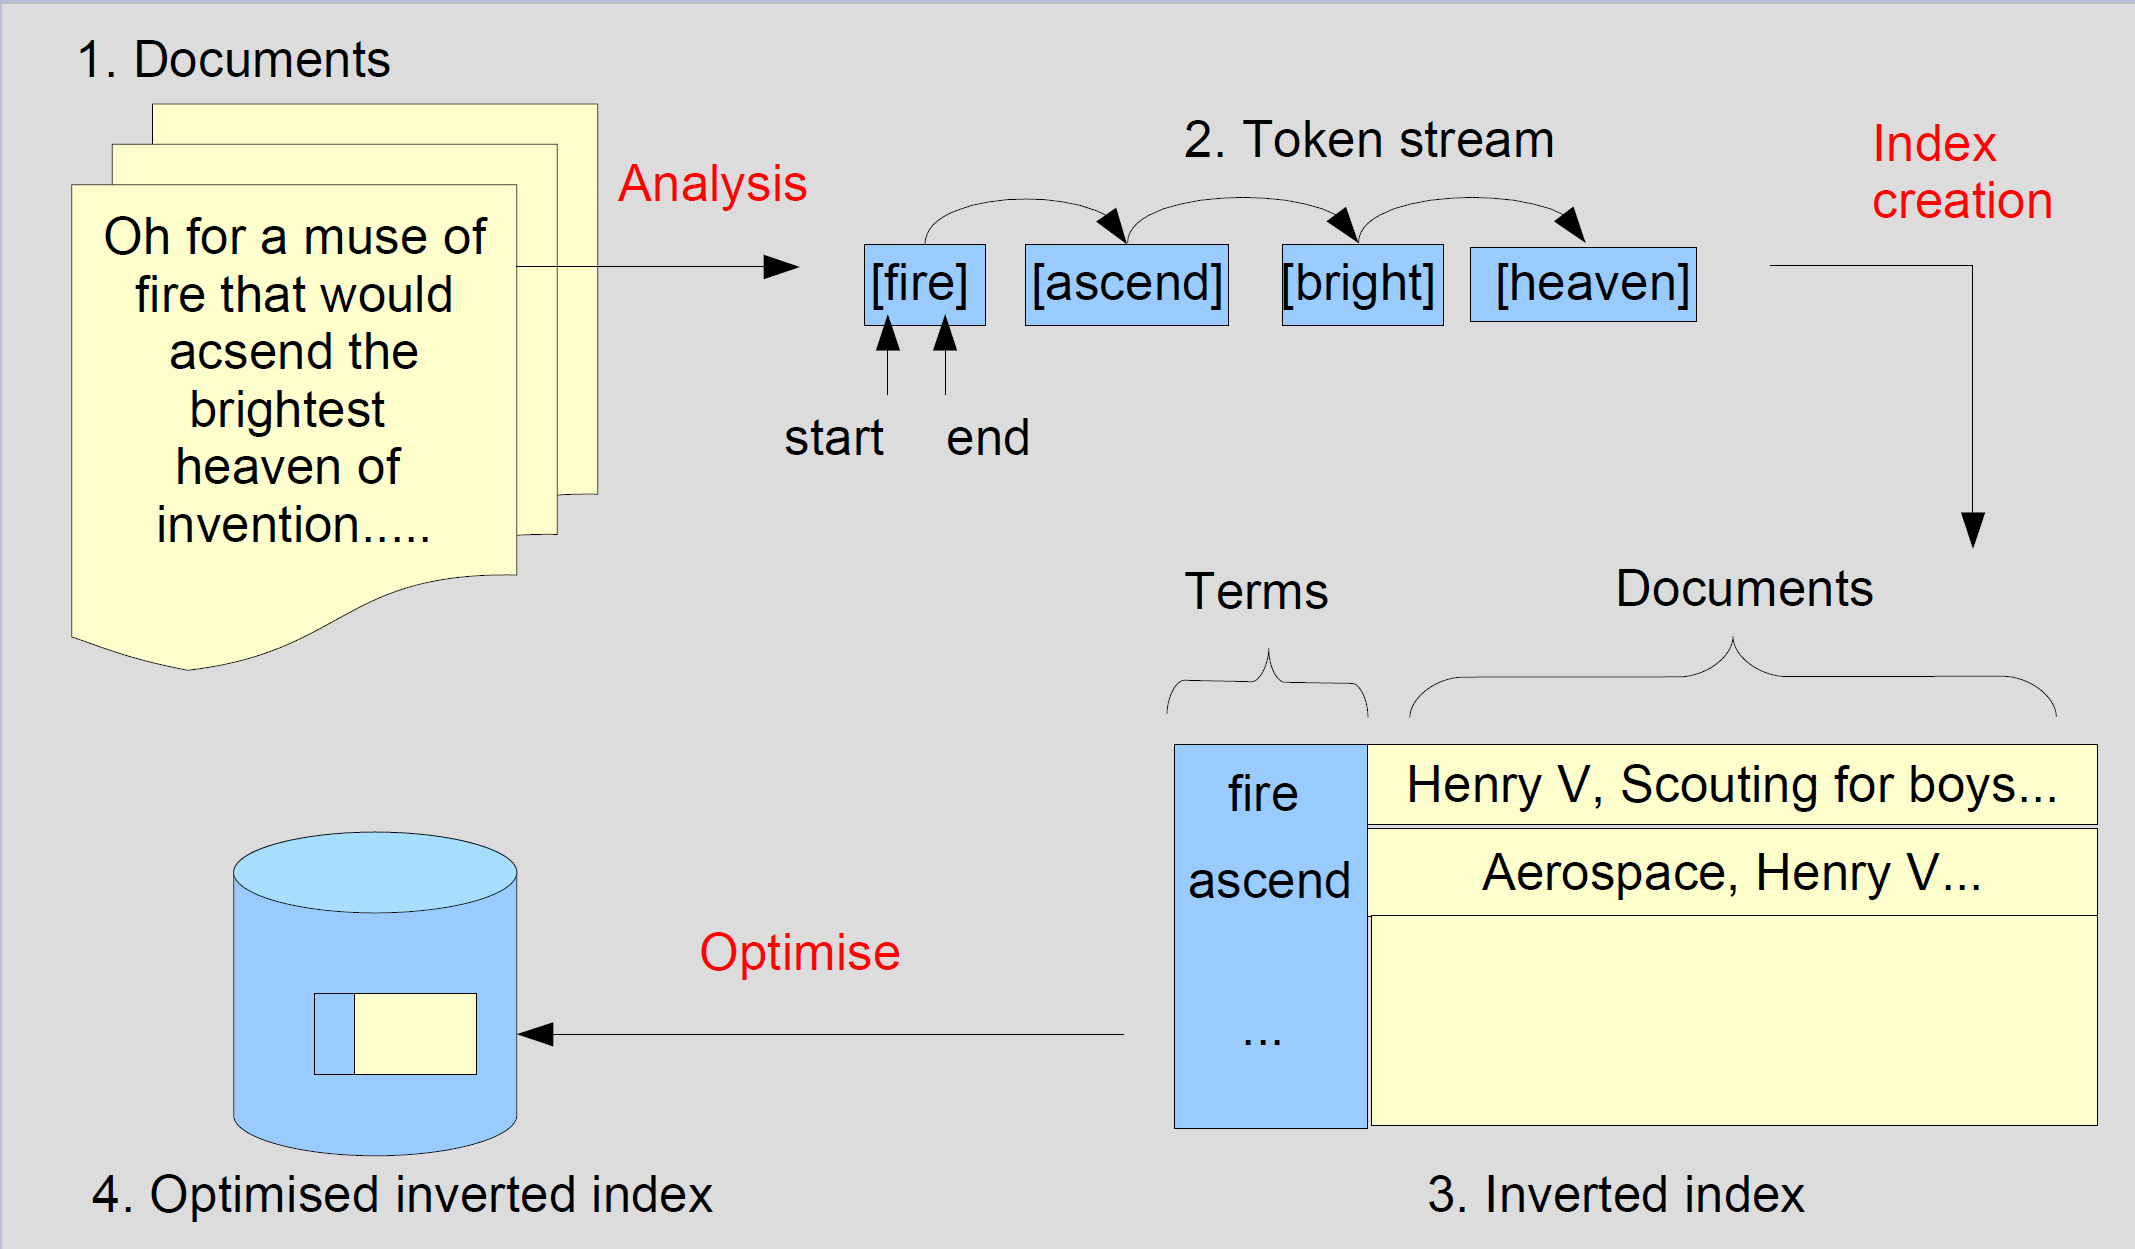 1. Documents
Oh for a muse of
fire that would
acsend the
brightest
heaven of
invention.....
Analysis
2. Token stream
[fire] [ascend] [bright] [heaven]
start end
Index
creation
Terms Documents
fire Henry V, Scouting for boys...
ascend Aerospace, Henry V...
...
3. Inverted index
Optimise
4. Optimised inverted index